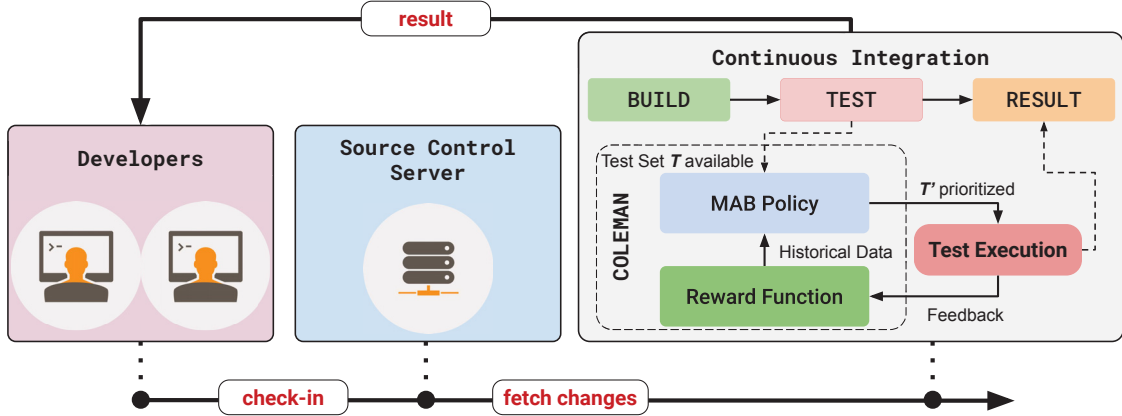 result
Continuous Integration
BUILD
TEST
RESULT
Developers
Source Control
Server
Test Set T available
COLEMAN
MAB Policy
T' prioritized
Test Execution
Historical Data
Reward Function
Feedback
>-
>-
check-in
fetch changes